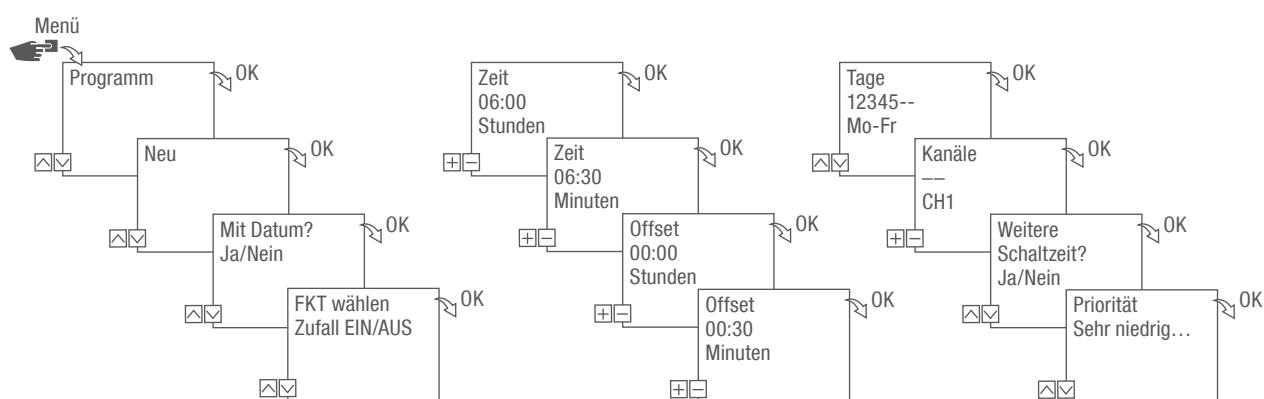 Menü
Programm
OK
Neu
OK
Mit Datum?
Ja/Nein
OK
FKT wählen
Zufall EIN/AUS
OK
Zeit
06:00
Stunden
OK
+ −
Zeit
06:30
Minuten
OK
+ −
Offset
00:00
Stunden
OK
+ −
Offset
00:30
Minuten
OK
+ −
Tage
12345--
Mo-Fr
OK
Kanäle
––
CH1
OK
+ −
Weitere
Schaltzeit?
Ja/Nein
OK
Priorität
Sehr niedrig...
OK